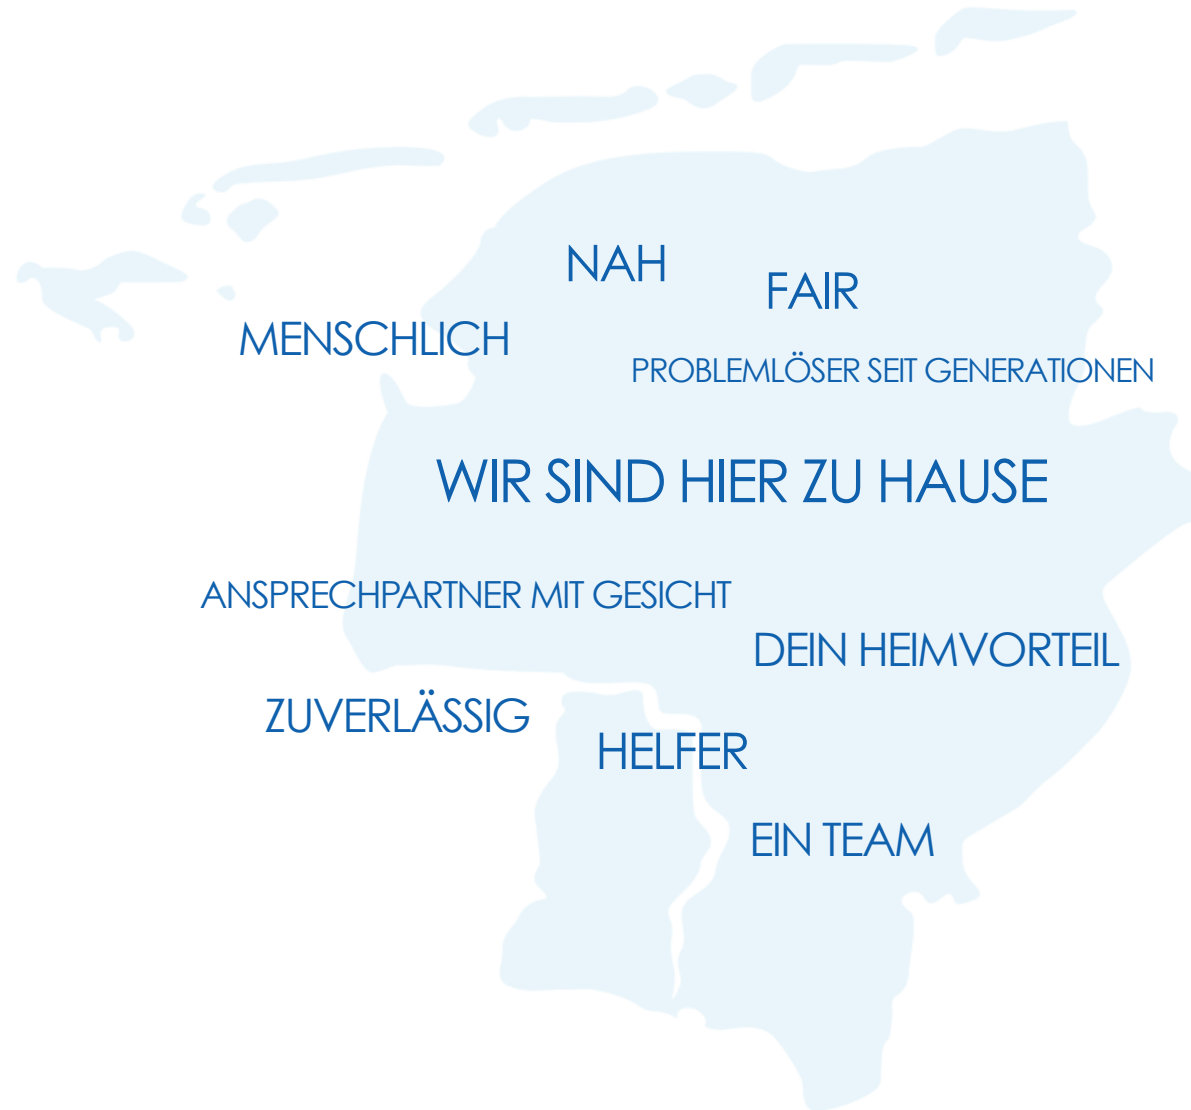 NAH
FAIR
MENSCHLICH
PROBLEMLÖSER SEIT GENERATIONEN
WIR SIND HIER ZU HAUSE
ANSPRECHPARTNER MIT GESICHT
DEIN HEIMVORTEIL
ZUVERLÄSSIG
HELFER
EIN TEAM